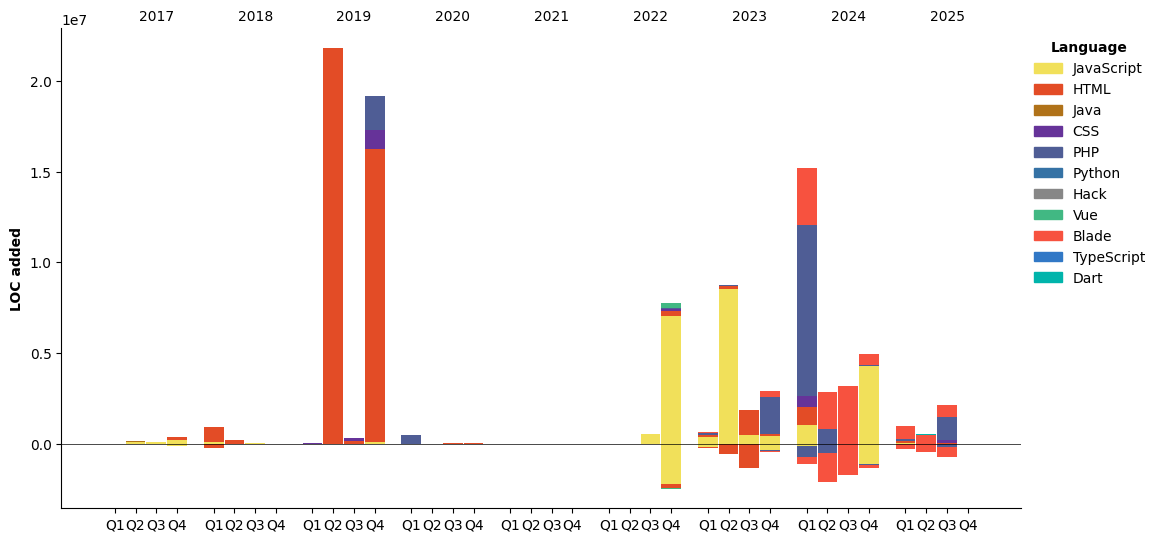 1e7
2017 2018 2019 2020 2021 2022 2023 2024 2025
LOC added
2.0
1.5
1.0
0.5
0.0
Q1 Q2 Q3 Q4 Q1 Q2 Q3 Q4 Q1 Q2 Q3 Q4 Q1 Q2 Q3 Q4 Q1 Q2 Q3 Q4 Q1 Q2 Q3 Q4 Q1 Q2 Q3 Q4 Q1 Q2 Q3 Q4 Q1 Q2 Q3 Q4
Language
JavaScript
HTML
Java
CSS
PHP
Python
Hack
Vue
Blade
TypeScript
Dart